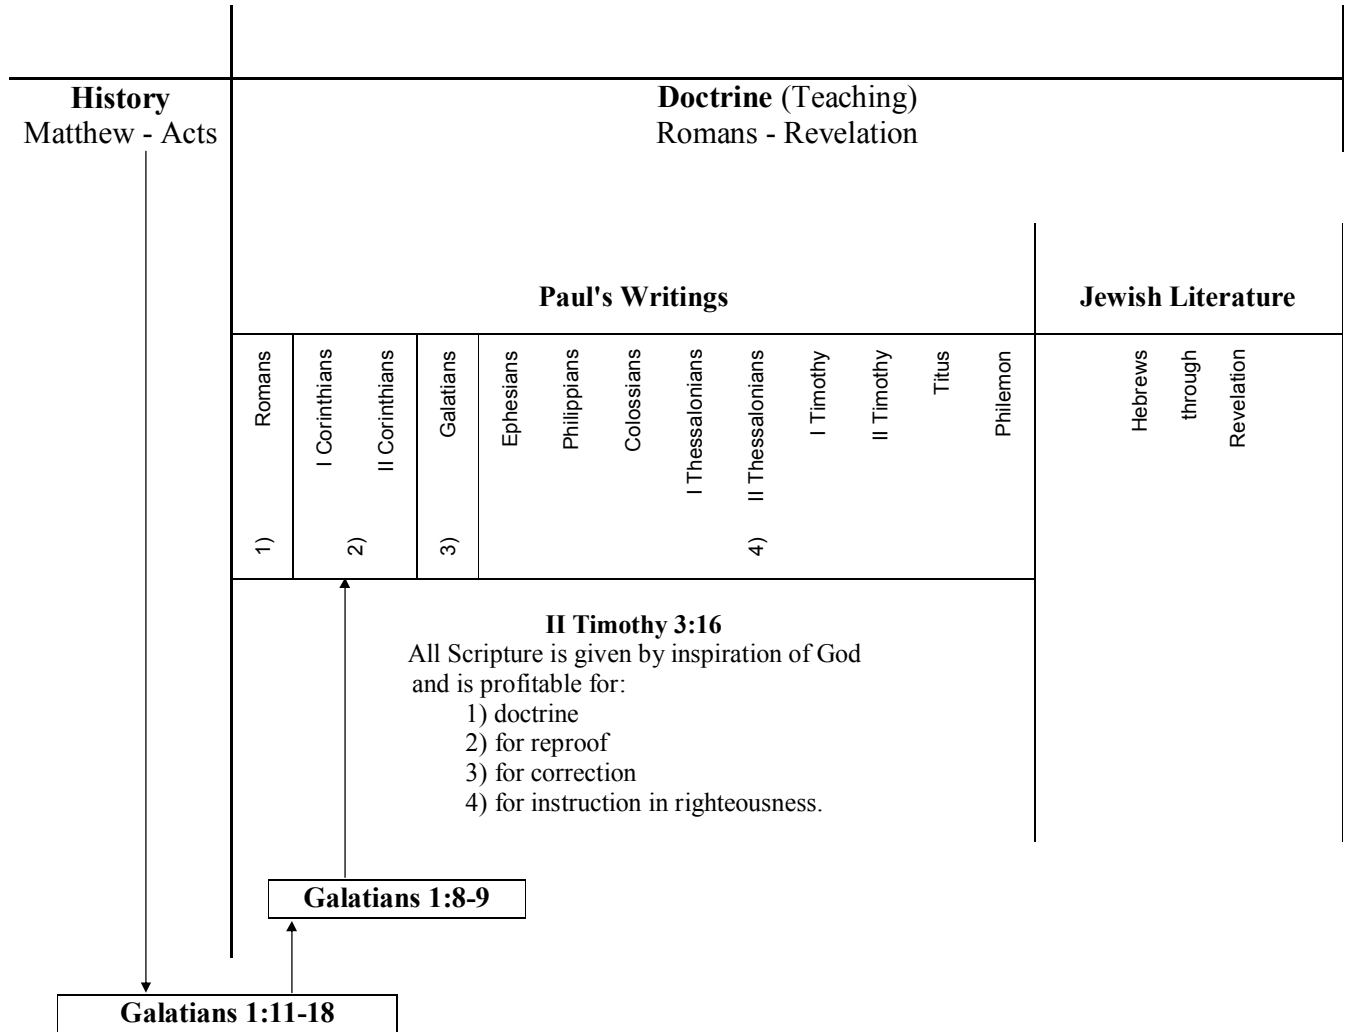 History
Matthew - Acts
Doctrine (Teaching)
Romans - Revelation
Paul's Writings
Jewish Literature
Romans
I Corinthians
II Corinthians
Galatians
Ephesians
Philippians
Colossians
I Thessalonians
II Thessalonians
I Timothy
II Timothy
Titus
Philemon
Hebrews
through
Revelation
1)
2)
3)
4)
II Timothy 3:16
All Scripture is given by inspiration of God
and is profitable for:
1) doctrine
2) for reproof
3) for correction
4) for instruction in righteousness.
Galatians 1:8-9
Galatians 1:11-18